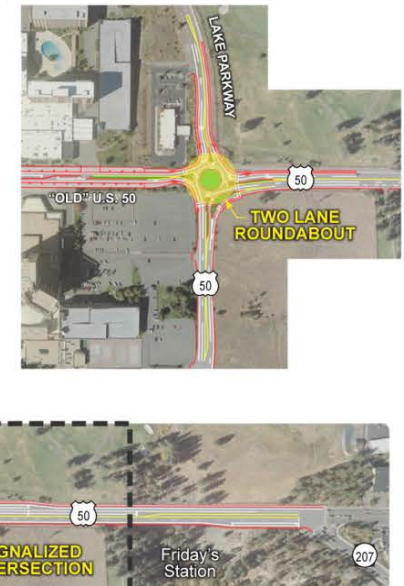 LAKE PARKWAY
50
"OLD" U.S. 50
TWO LANE
ROUNDABOUT
50
50
GNALIZED
ERSECTION
Friday's
Station
207